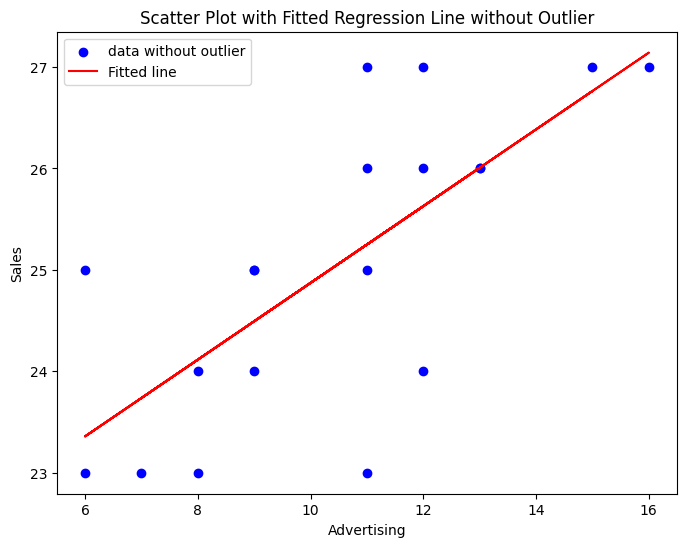 Scatter Plot with Fitted Regression Line without Outlier
data without outlier
Fitted line
27
26
25
24
23
Sales
6 8 10 12 14 16
Advertising